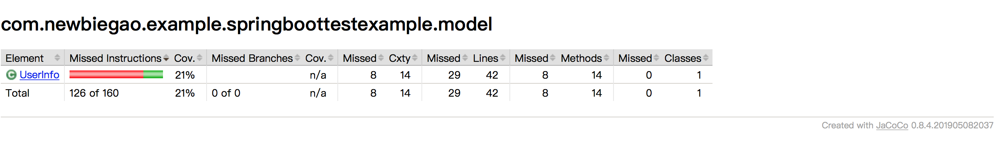 com.newbiegao.example.springboottestexample.model
Element Missed Instructions Cov. Missed Branches Cov. Missed Cxty Missed Lines Missed Methods Missed Classes
UserInfo 21% n/a 8 14 29 42 8 14 0 1
Total 126 of 160 21% 0 of 0 n/a 8 14 29 42 8 14 0 1
Created with JaCoCo 0.8.4.201905082037